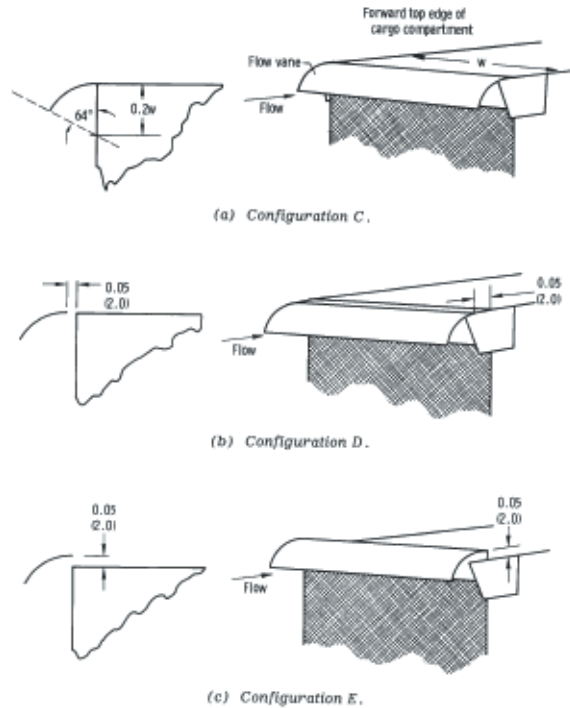 Forward top edge of
cargo compartment
Flow vane
w
Flow
64°
0.2w
(a) Configuration C.
0.05
(2.0)
0.05
(2.0)
Flow
(b) Configuration D.
0.05
(2.0)
0.05
(2.0)
Flow
(c) Configuration E.